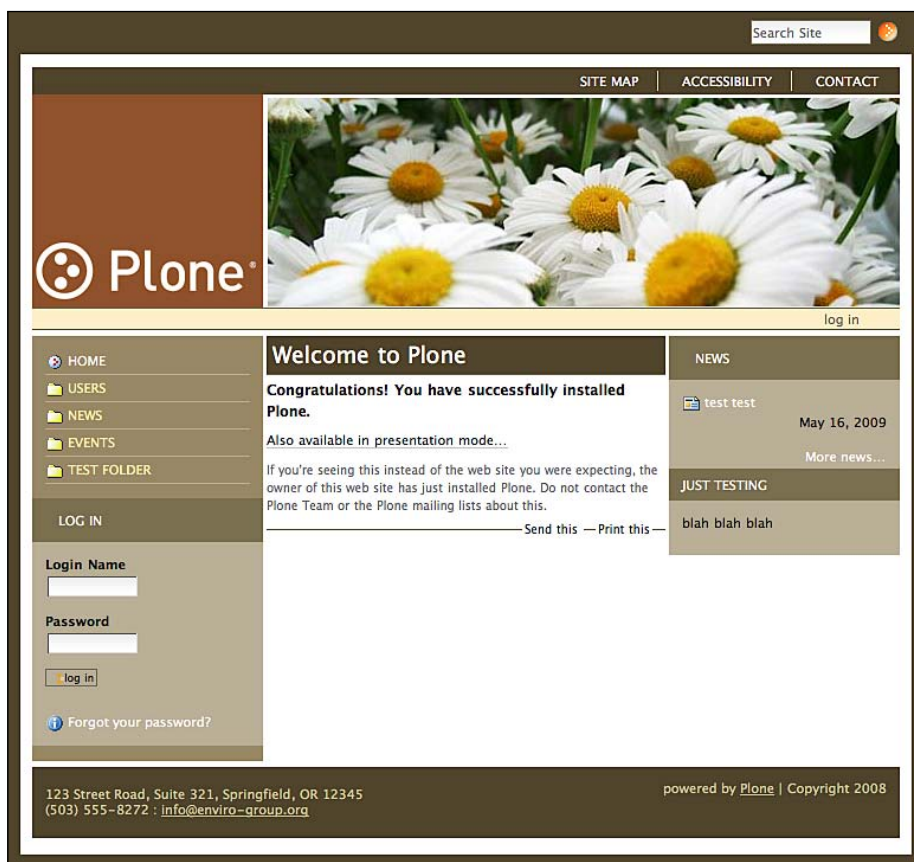 Search Site
SITE MAP
ACCESSIBILITY
CONTACT
Plone®
log in
HOME
USERS
NEWS
EVENTS
TEST FOLDER
LOG IN
Login Name
Password
log in
Forgot your password?
Welcome to Plone
Congratulations! You have successfully installed
Plone.
Also available in presentation mode...
If you're seeing this instead of the web site you were expecting, the
owner of this web site has just installed Plone. Do not contact the
Plone Team or the Plone mailing lists about this.
Send this — Print this —
NEWS
test test
May 16, 2009
More news...
JUST TESTING
blah blah blah
123 Street Road, Suite 321, Springfield, OR 12345
(503) 555-8272 : info@enviro-group.org
powered by Plone | Copyright 2008